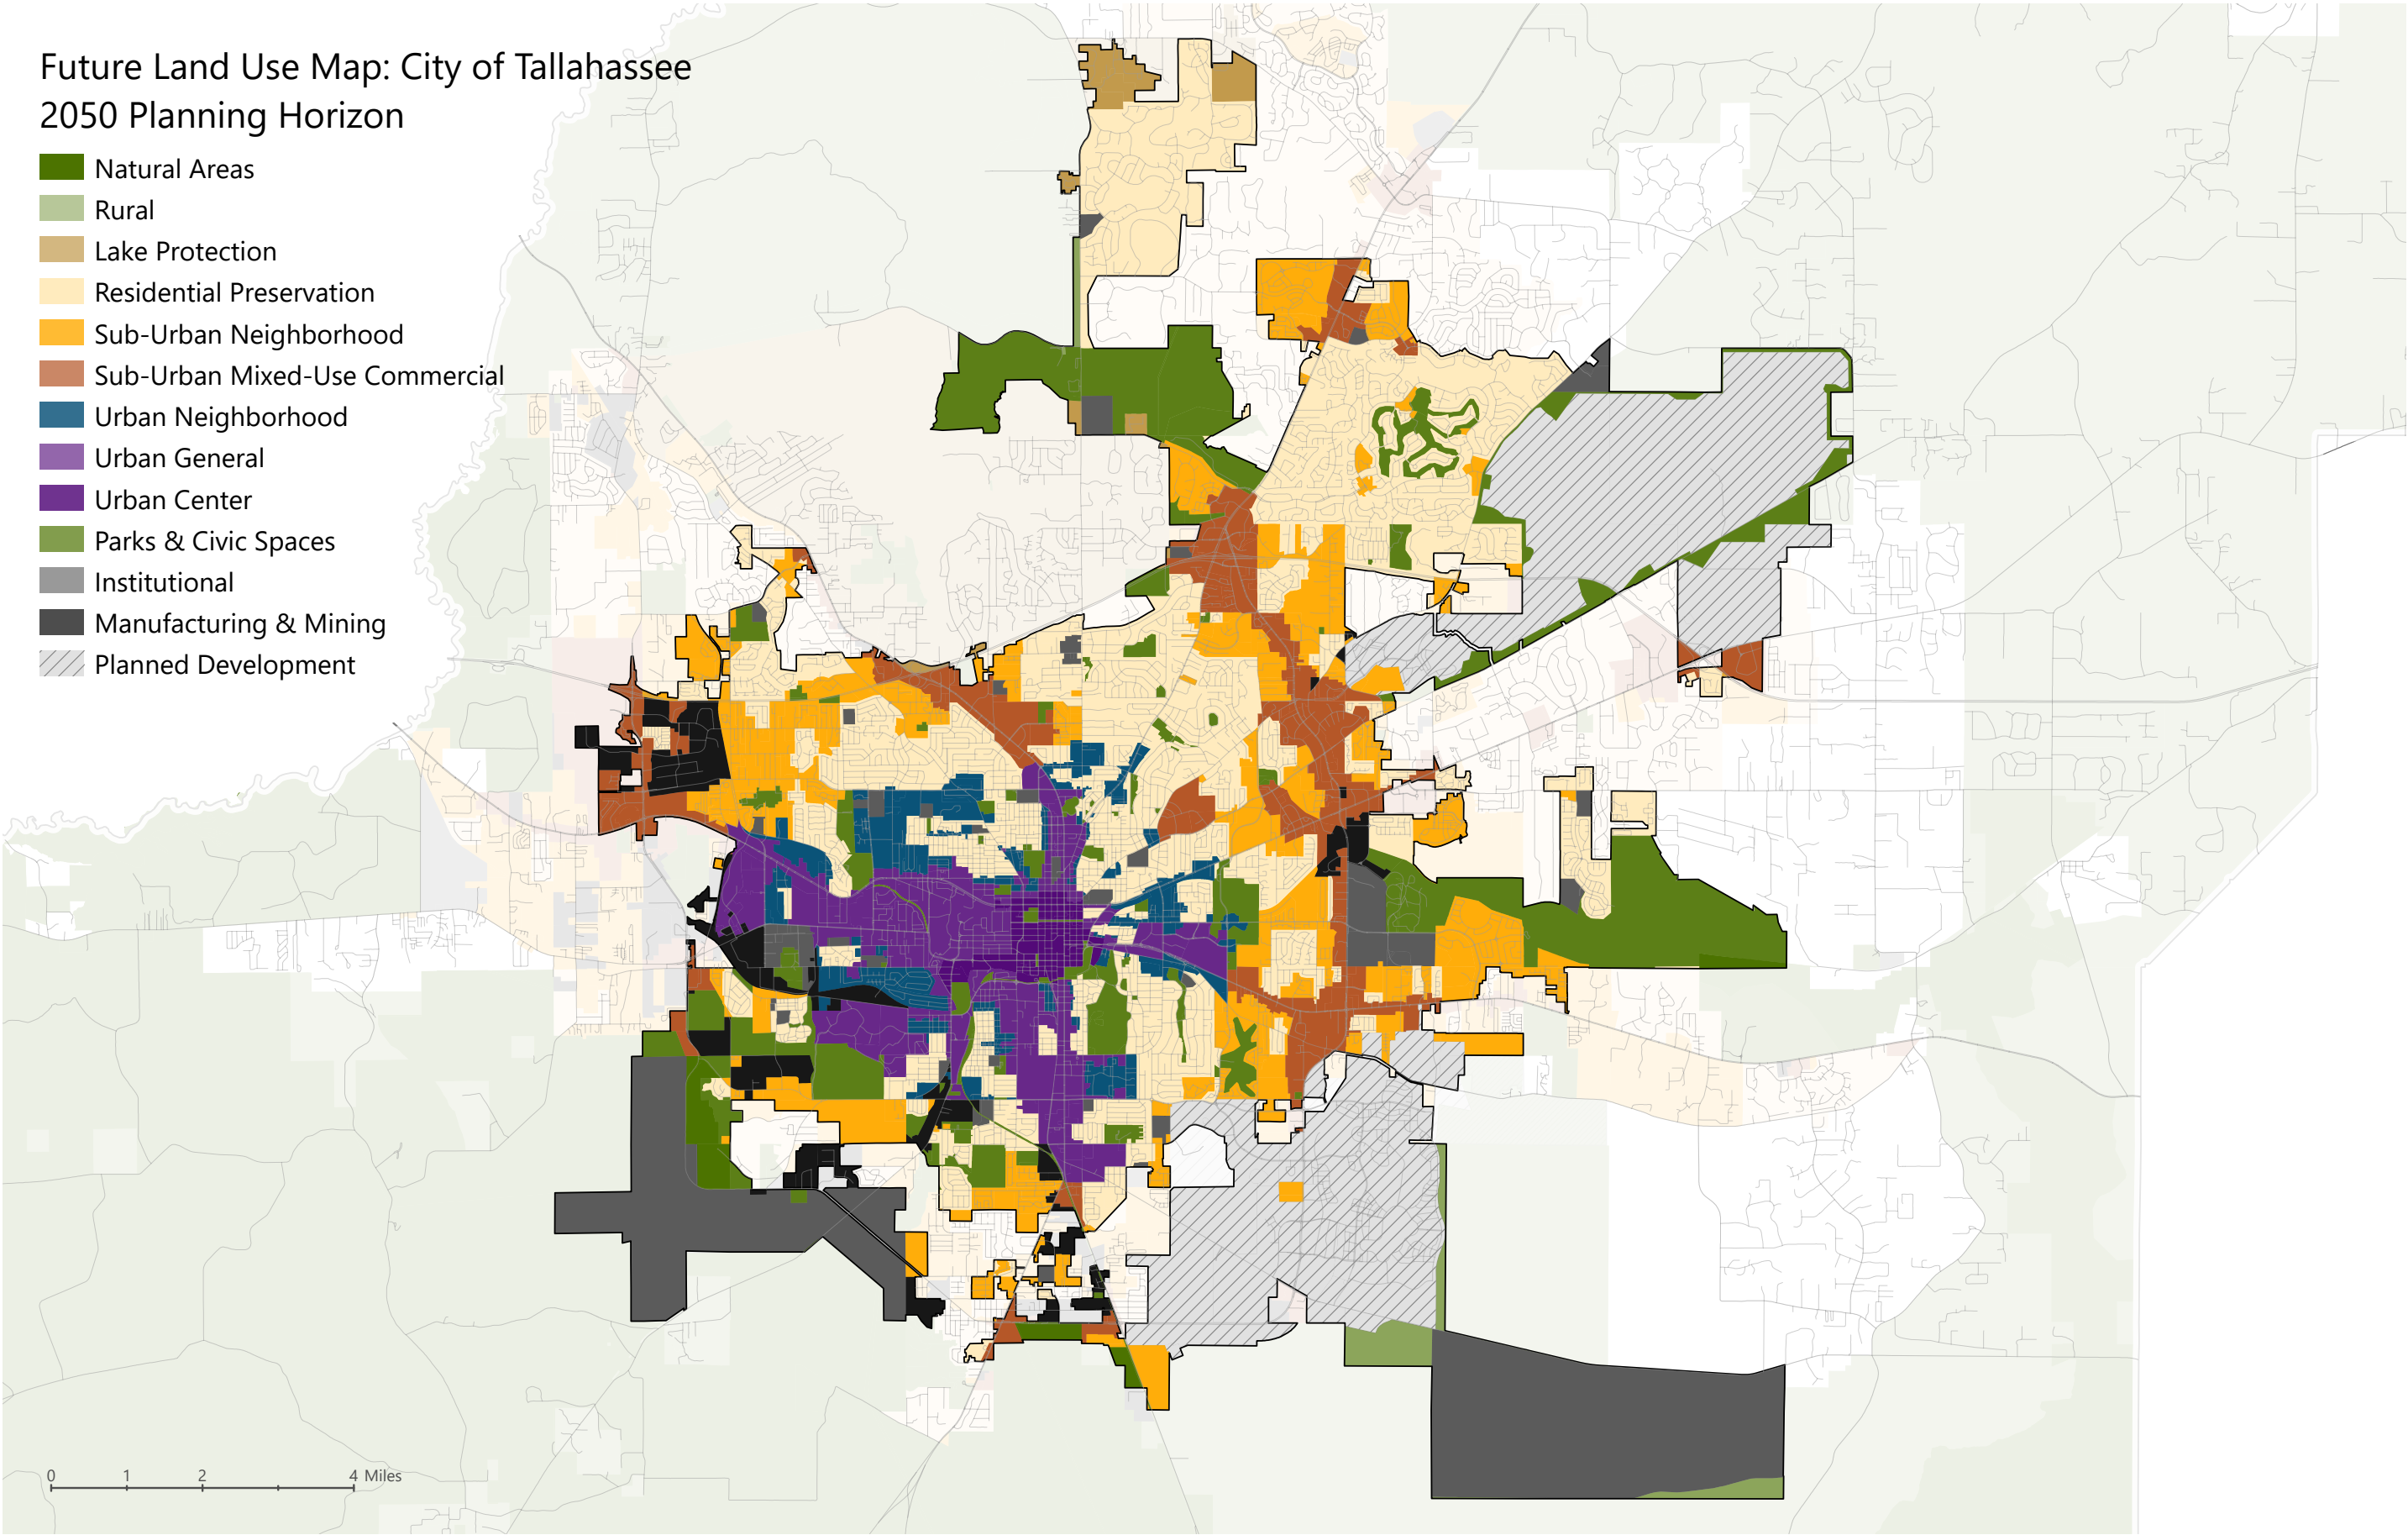 Future Land Use Map: City of Tallahassee
2050 Planning Horizon
Natural Areas
Rural
Lake Protection
Residential Preservation
Sub-Urban Neighborhood
Sub-Urban Mixed-Use Commercial
Urban Neighborhood
Urban General
Urban Center
Parks & Civic Spaces
Institutional
Manufacturing & Mining
Planned Development
0 1 2 4 Miles